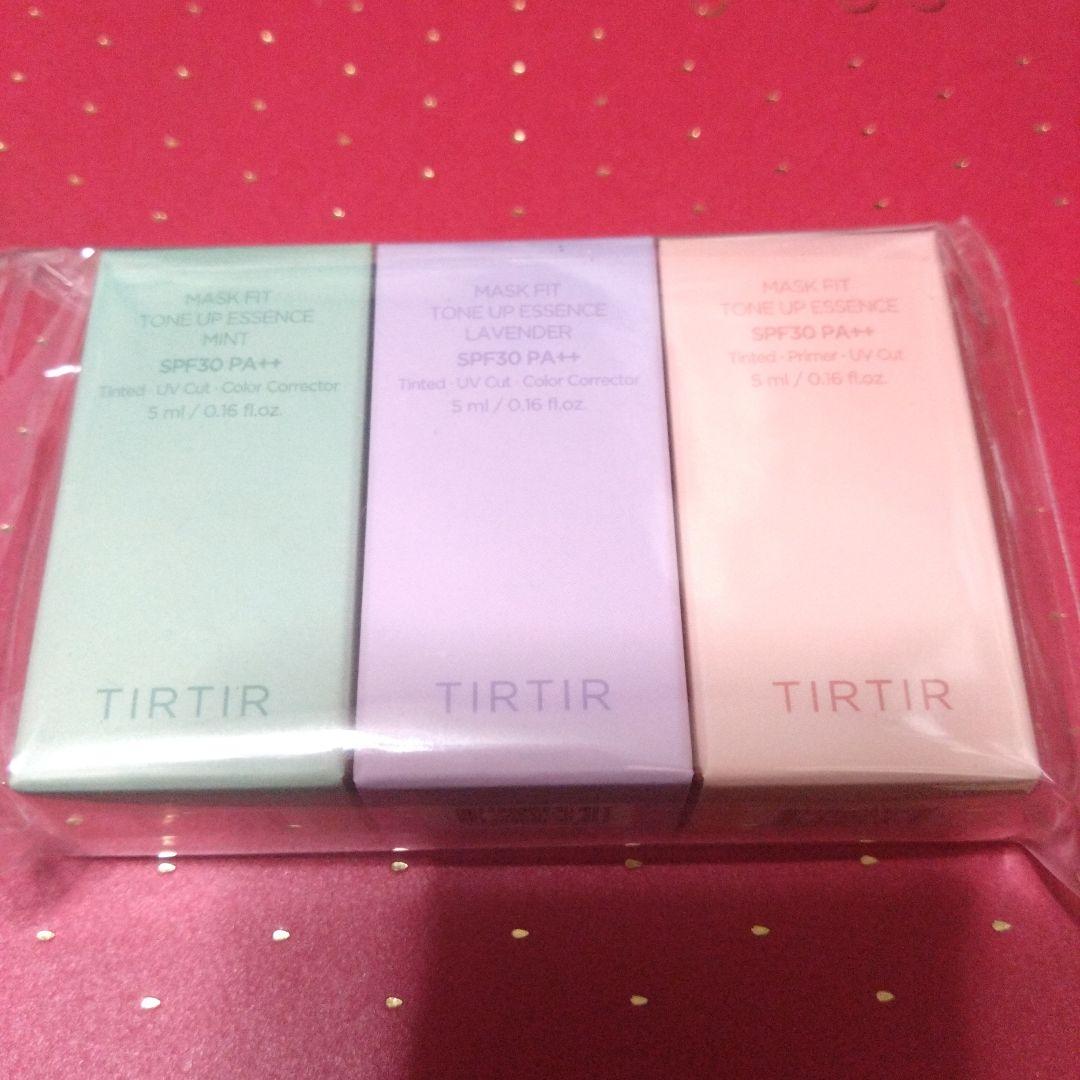 MASK FIT
TONE UP ESSENCE
MINT
SPF30 PA++
Tinted · UV Cut · Color Corrector
5 ml / 0.16 fl.oz.
TIRTIR
MASK FIT
TONE UP ESSENCE
LAVENDER
SPF30 PA++
Tinted · UV Cut · Color Corrector
5 ml / 0.16 fl.oz.
TIRTIR
MASK FIT
TONE UP ESSENCE
SPF30 PA++
Tinted · Primer · UV Cut
5 ml / 0.16 fl.oz.
TIRTIR